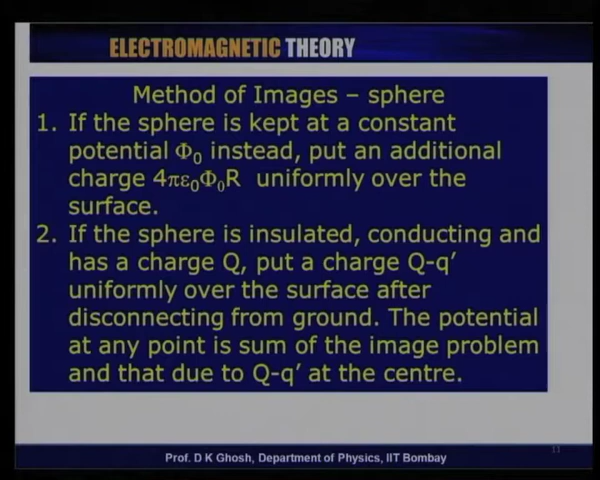 ELECTROMAGNETIC THEORY
Method of Images – sphere
1. If the sphere is kept at a constant
potential Φ₀ instead, put an additional
charge 4πε₀Φ₀R uniformly over the
surface.
2. If the sphere is insulated, conducting and
has a charge Q, put a charge Q-q’
uniformly over the surface after
disconnecting from ground. The potential
at any point is sum of the image problem
and that due to Q-q’ at the centre.
Prof. D K Ghosh, Department of Physics, IIT Bombay
11